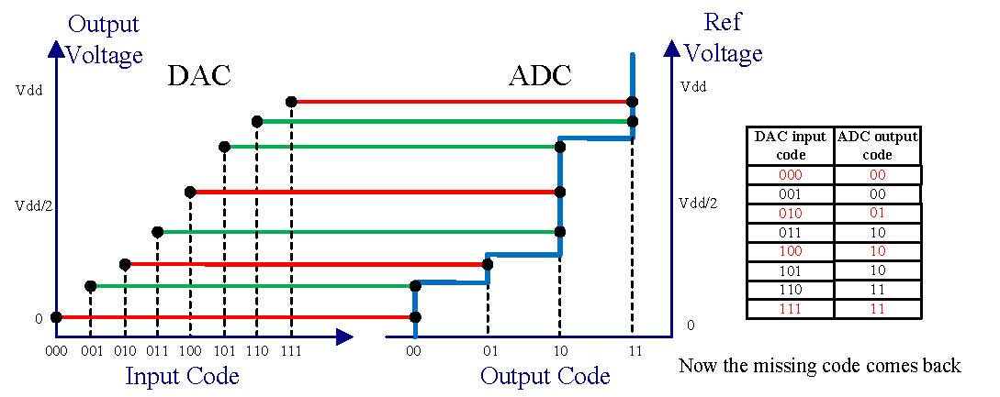 Output
Voltage
DAC
ADC
Ref
Voltage
Vdd
Vdd/2
0
000 001 010 011 100 101 110 111
Input Code
00 01 10 11
Output Code
Vdd
Vdd/2
0
DAC input code ADC output code
000 00
001 00
010 01
011 10
100 10
101 10
110 11
111 11
Now the missing code comes back